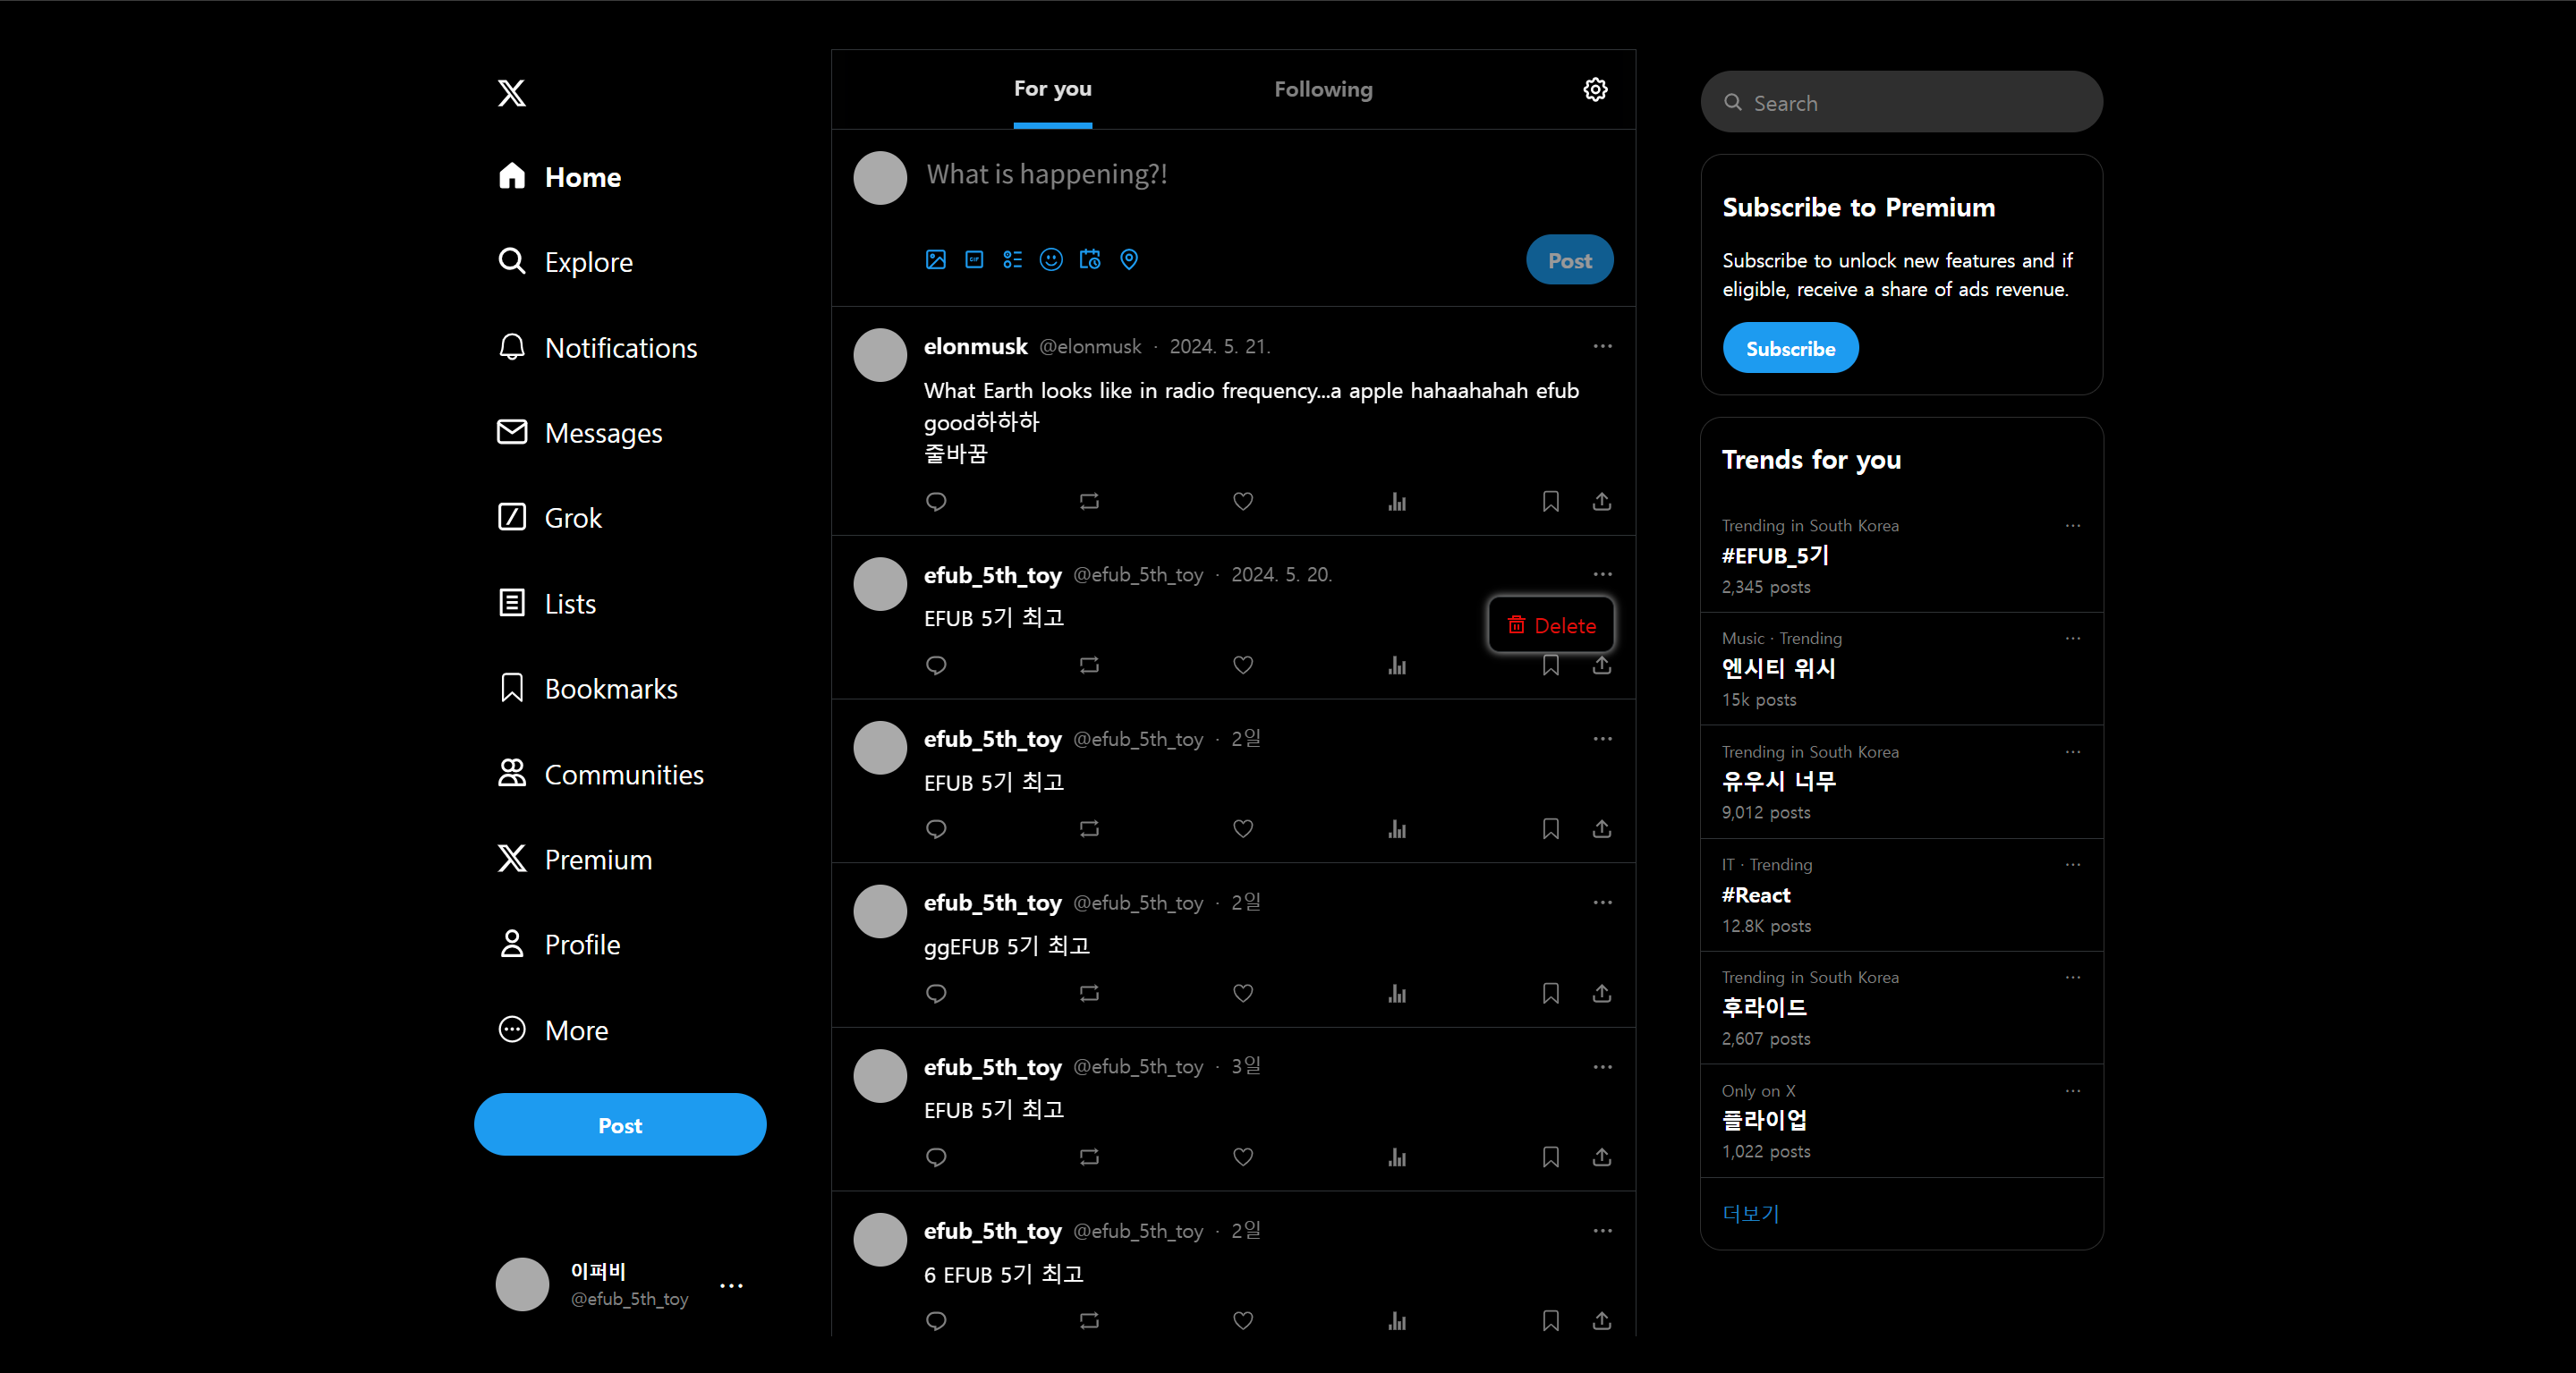 Home
Explore
Notifications
Messages
Grok
Lists
Bookmarks
Communities
Premium
Profile
More
Post
이퍼비
@efub_5th_toy
For you
Following
What is happening?!
GIF
Post
elonmusk @elonmusk · 2024. 5. 21.
What Earth looks like in radio frequency...a apple hahaahahah efub
good하하하
줄바꿈
efub_5th_toy @efub_5th_toy · 2024. 5. 20.
EFUB 5기 최고
Delete
efub_5th_toy @efub_5th_toy · 2일
EFUB 5기 최고
efub_5th_toy @efub_5th_toy · 2일
ggEFUB 5기 최고
efub_5th_toy @efub_5th_toy · 3일
EFUB 5기 최고
efub_5th_toy @efub_5th_toy · 2일
6 EFUB 5기 최고
Search
Subscribe to Premium
Subscribe to unlock new features and if
eligible, receive a share of ads revenue.
Subscribe
Trends for you
Trending in South Korea
#EFUB_5기
2,345 posts
Music · Trending
엔시티 위시
15k posts
Trending in South Korea
유우시 너무
9,012 posts
IT · Trending
#React
12.8K posts
Trending in South Korea
후라이드
2,607 posts
Only on X
플라이업
1,022 posts
더보기